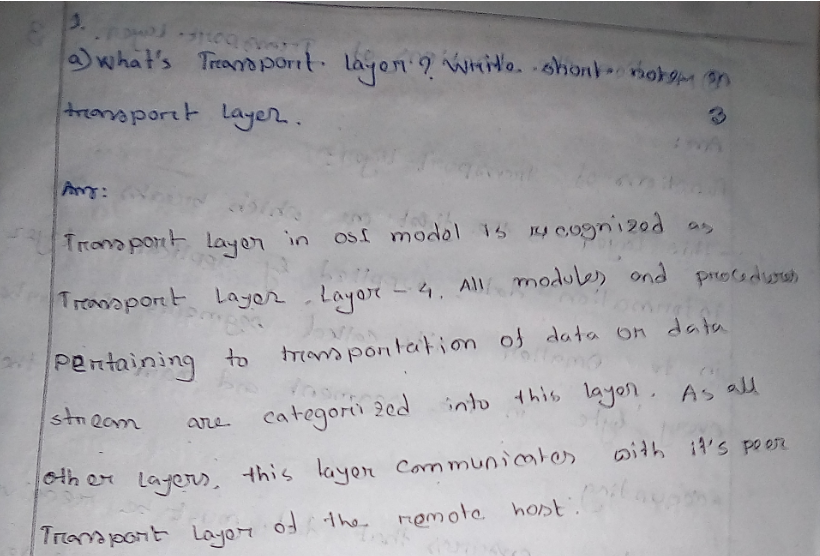 1.
a) What's Transport layer? Write short notes on
transport layer. 3
Ans:
Transport Layer in OSI model is recognized as
Transport Layer, Layer - 4. All modules and procedures
pertaining to transportation of data or data
stream are categorized into this layer. As all
other layers, this layer communicates with it's peer
Transport Layer of the remote host.